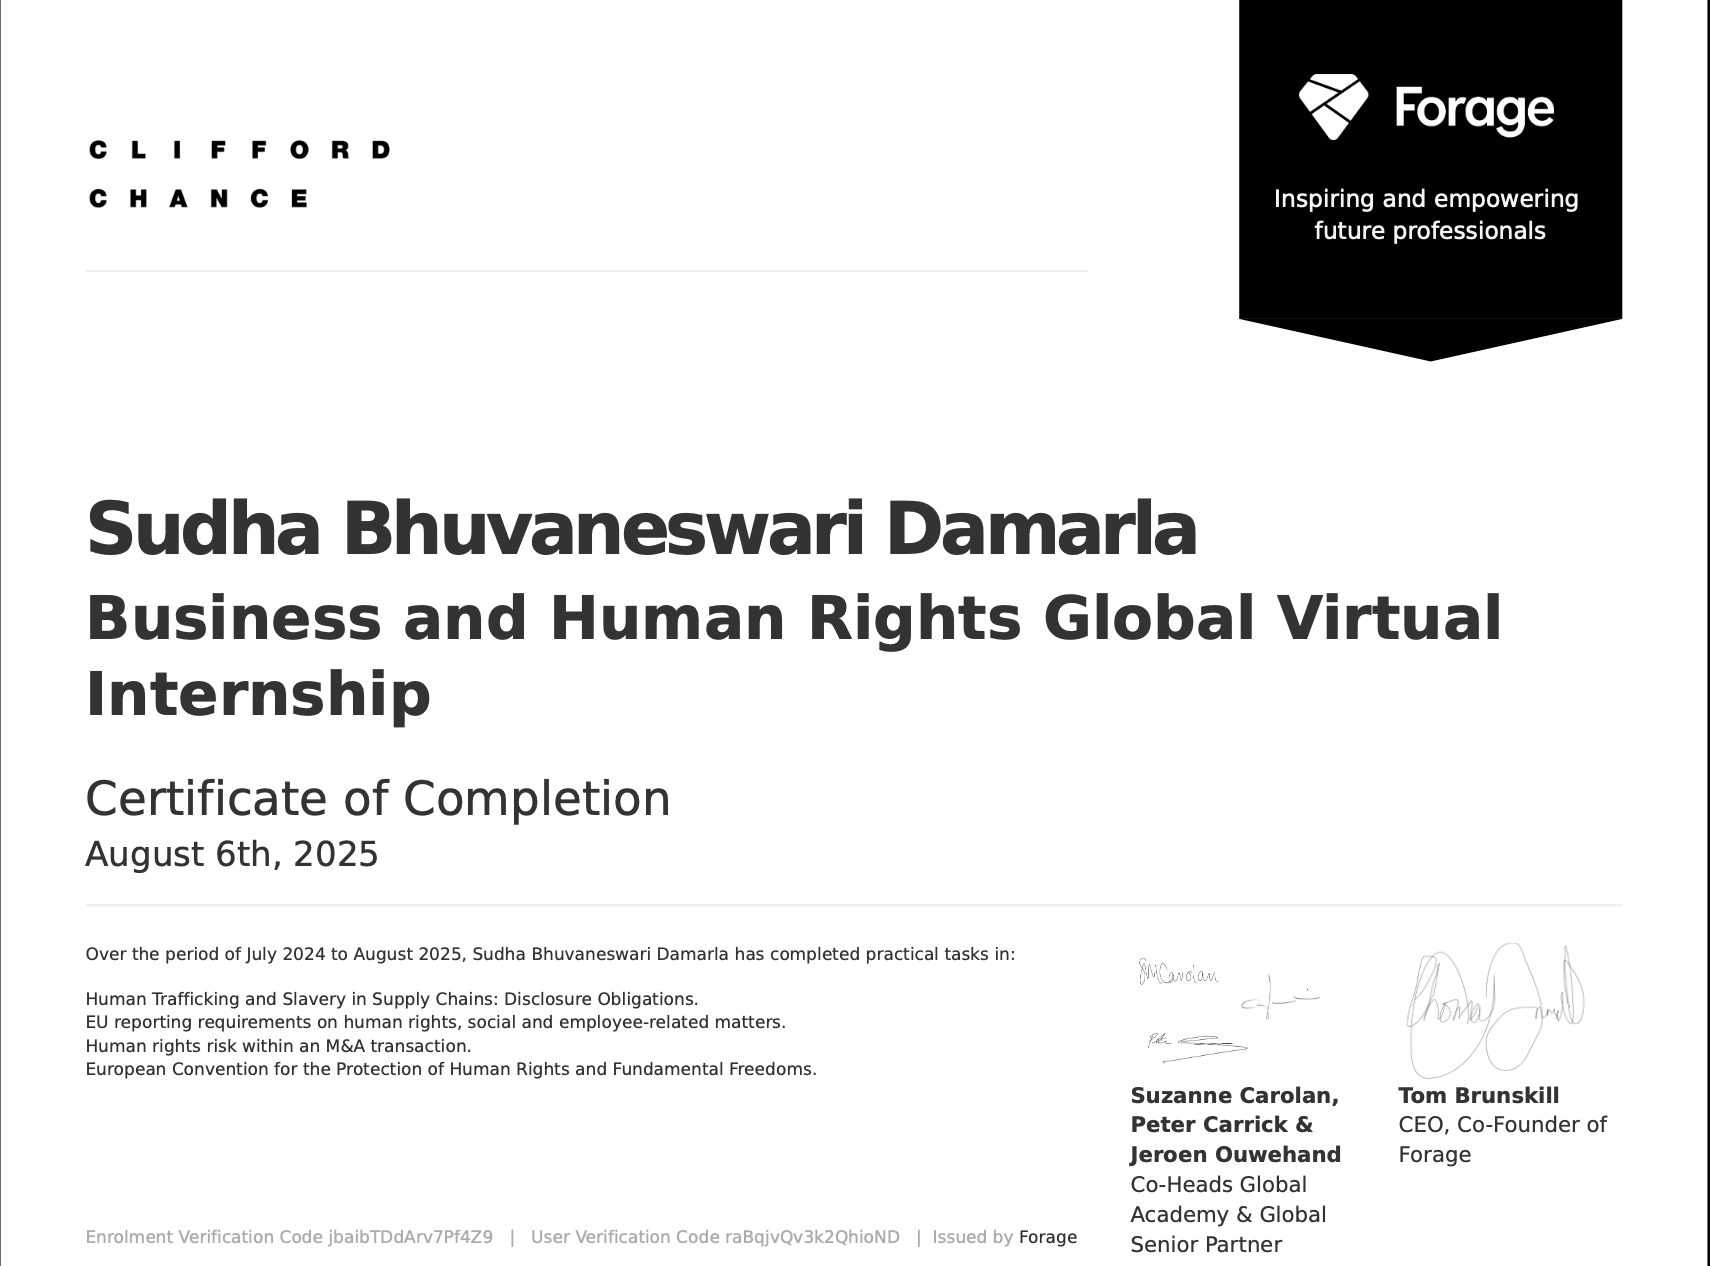 CLIFFORD
CHANCE
Forage
Inspiring and empowering
future professionals
Sudha Bhuvaneswari Damarla
Business and Human Rights Global Virtual
Internship
Certificate of Completion
August 6th, 2025
Over the period of July 2024 to August 2025, Sudha Bhuvaneswari Damarla has completed practical tasks in:
Human Trafficking and Slavery in Supply Chains: Disclosure Obligations.
EU reporting requirements on human rights, social and employee-related matters.
Human rights risk within an M&A transaction.
European Convention for the Protection of Human Rights and Fundamental Freedoms.
Suzanne Carolan,
Peter Carrick &
Jeroen Ouwehand
Co-Heads Global
Academy & Global
Senior Partner
Tom Brunskill
CEO, Co-Founder of
Forage
Enrolment Verification Code jbaibTDdArv7Pf4Z9 | User Verification Code raBqjvQv3k2QhioND | Issued by Forage